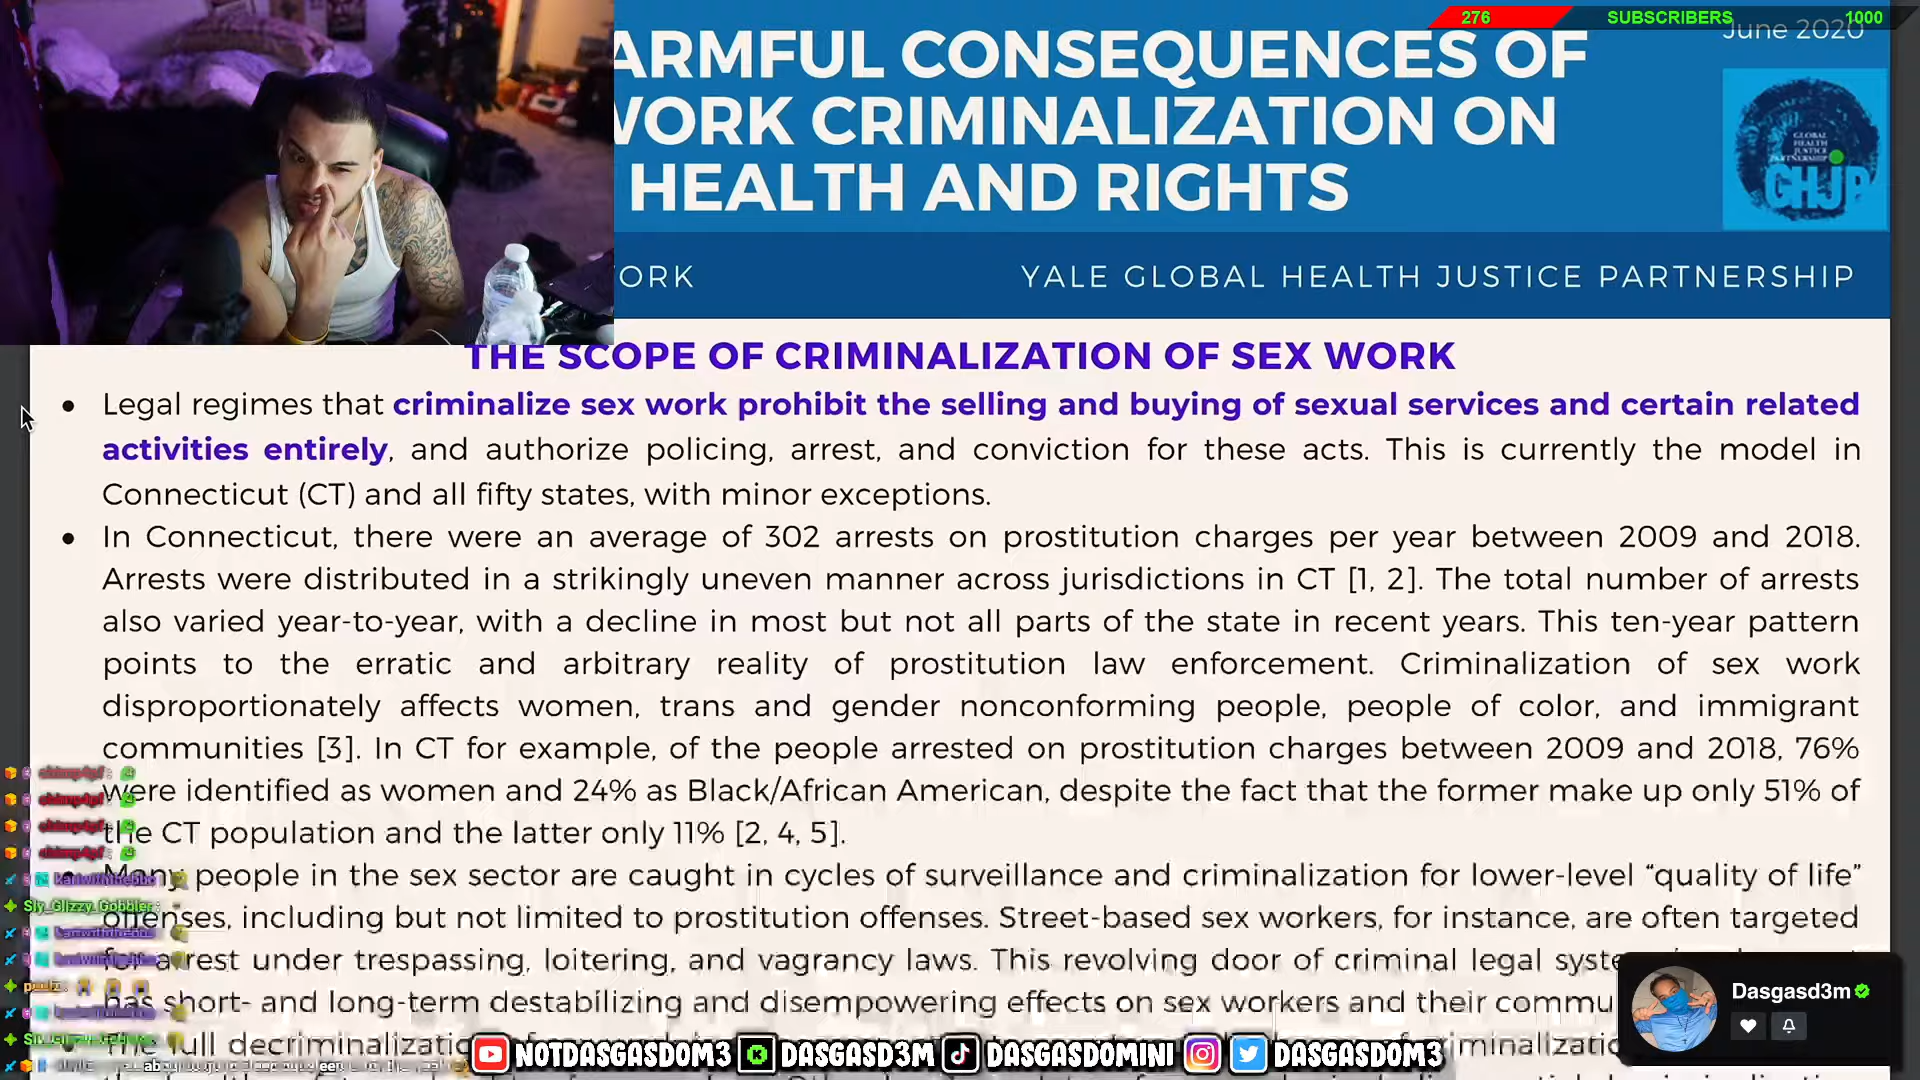 276 SUBSCRIBERS 1000
June 2020
ARMFUL CONSEQUENCES OF
WORK CRIMINALIZATION ON
HEALTH AND RIGHTS
GLOBAL
HEALTH
JUSTICE
PARTNERSHIP
GHJP
ORK YALE GLOBAL HEALTH JUSTICE PARTNERSHIP
THE SCOPE OF CRIMINALIZATION OF SEX WORK
• Legal regimes that criminalize sex work prohibit the selling and buying of sexual services and certain related
activities entirely, and authorize policing, arrest, and conviction for these acts. This is currently the model in
Connecticut (CT) and all fifty states, with minor exceptions.
• In Connecticut, there were an average of 302 arrests on prostitution charges per year between 2009 and 2018.
Arrests were distributed in a strikingly uneven manner across jurisdictions in CT [1, 2]. The total number of arrests
also varied year-to-year, with a decline in most but not all parts of the state in recent years. This ten-year pattern
points to the erratic and arbitrary reality of prostitution law enforcement. Criminalization of sex work
disproportionately affects women, trans and gender nonconforming people, people of color, and immigrant
communities [3]. In CT for example, of the people arrested on prostitution charges between 2009 and 2018, 76%
were identified as women and 24% as Black/African American, despite the fact that the former make up only 51% of
the CT population and the latter only 11% [2, 4, 5].
Many people in the sex sector are caught in cycles of surveillance and criminalization for lower-level “quality of life”
Sly_Glizzy_Gobbler:
offenses, including but not limited to prostitution offenses. Street-based sex workers, for instance, are often targeted
for arrest under trespassing, loitering, and vagrancy laws. This revolving door of criminal legal
has short- and long-term destabilizing and disempowering effects on sex workers and their
The full
Dasgasd3m
NOTDASGASDOM3 DASGASD3M DASGASDOMINI DASGASDOM3